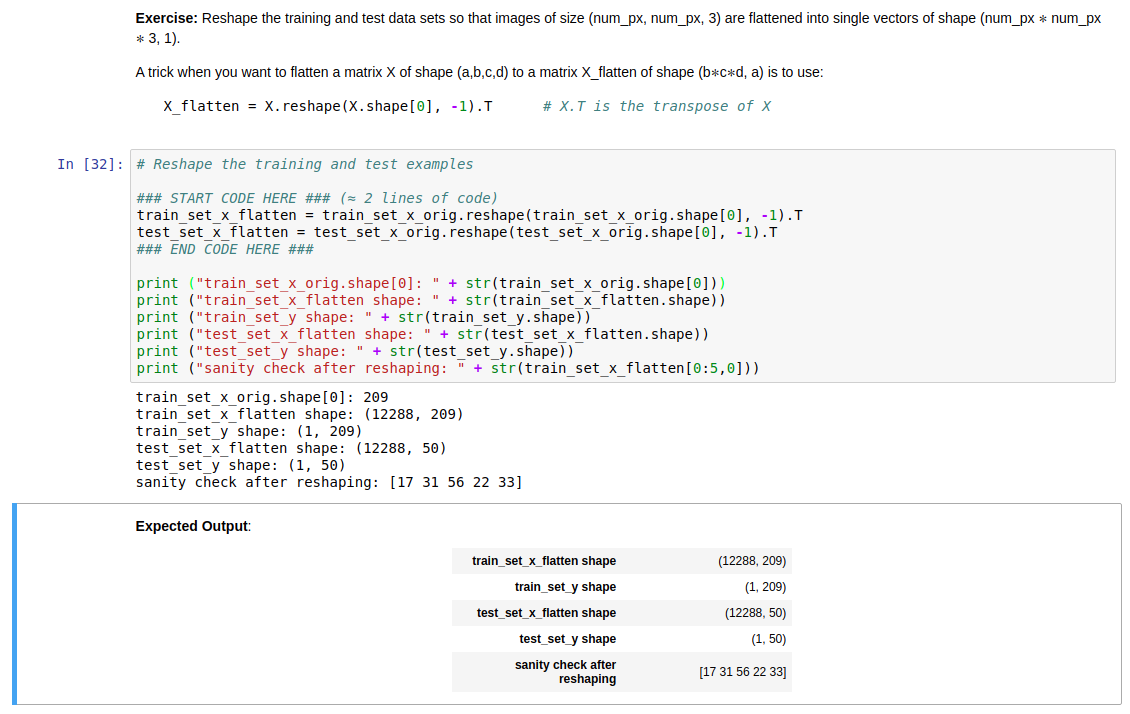 Exercise: Reshape the training and test data sets so that images of size (num_px, num_px, 3) are flattened into single vectors of shape (num_px ∗ num_px
∗ 3, 1).
A trick when you want to flatten a matrix X of shape (a,b,c,d) to a matrix X_flatten of shape (b∗c∗d, a) is to use:
X_flatten = X.reshape(X.shape[0], -1).T      # X.T is the transpose of X
In [32]: # Reshape the training and test examples
### START CODE HERE ### (≈ 2 lines of code)
train_set_x_flatten = train_set_x_orig.reshape(train_set_x_orig.shape[0], -1).T
test_set_x_flatten = test_set_x_orig.reshape(test_set_x_orig.shape[0], -1).T
### END CODE HERE ###
print ("train_set_x_orig.shape[0]: " + str(train_set_x_orig.shape[0]))
print ("train_set_x_flatten shape: " + str(train_set_x_flatten.shape))
print ("train_set_y shape: " + str(train_set_y.shape))
print ("test_set_x_flatten shape: " + str(test_set_x_flatten.shape))
print ("test_set_y shape: " + str(test_set_y.shape))
print ("sanity check after reshaping: " + str(train_set_x_flatten[0:5,0]))
train_set_x_orig.shape[0]: 209
train_set_x_flatten shape: (12288, 209)
train_set_y shape: (1, 209)
test_set_x_flatten shape: (12288, 50)
test_set_y shape: (1, 50)
sanity check after reshaping: [17 31 56 22 33]
Expected Output:
train_set_x_flatten shape (12288, 209)
train_set_y shape (1, 209)
test_set_x_flatten shape (12288, 50)
test_set_y shape (1, 50)
sanity check after
reshaping [17 31 56 22 33]